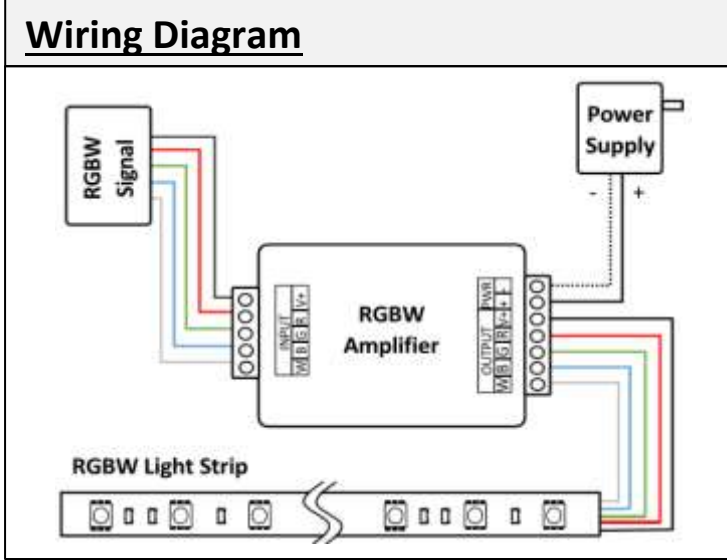 Wiring Diagram
RGBW
Signal
Power
Supply
- +
RGBW
Amplifier
INPUT
W B G R V+
PWR
OUTPUT
W B G R V+ + -
RGBW Light Strip